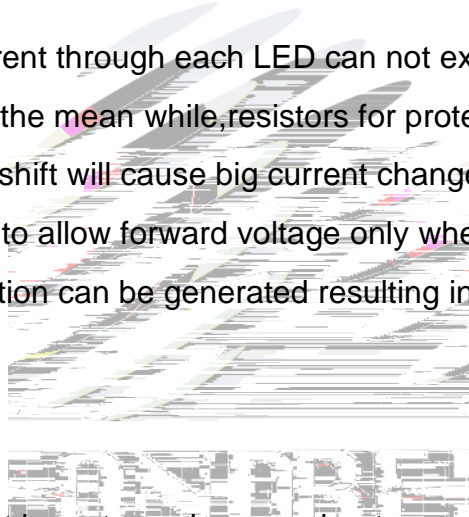 rent through each LED can not ex
the mean while,resistors for prote
shift will cause big current change
to allow forward voltage only whe
tion can be generated resulting in